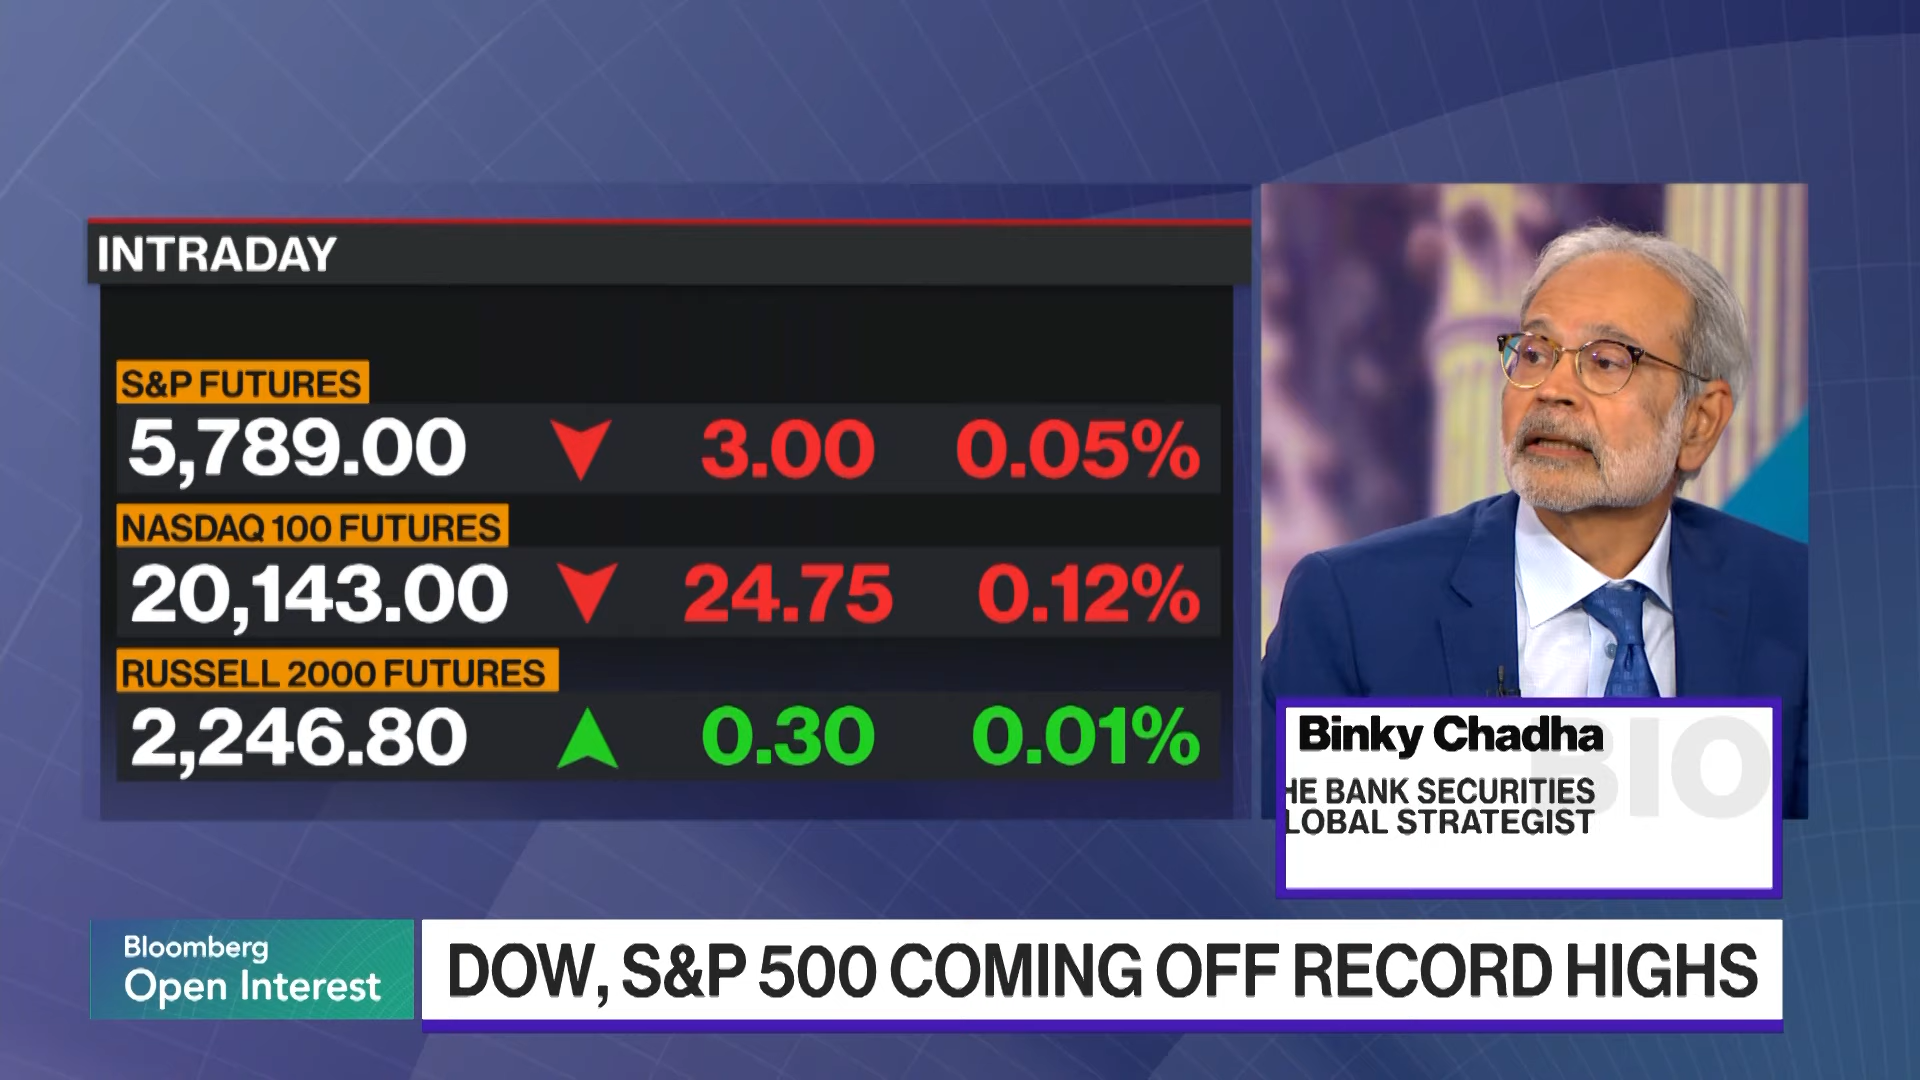 INTRADAY
S&P FUTURES
5,789.00 ▼ 3.00 0.05%
NASDAQ 100 FUTURES
20,143.00 ▼ 24.75 0.12%
RUSSELL 2000 FUTURES
2,246.80 ▲ 0.30 0.01%
Binky Chadha
BIO
HE BANK SECURITIES
LOBAL STRATEGIST
Bloomberg
Open Interest
DOW, S&P 500 COMING OFF RECORD HIGHS